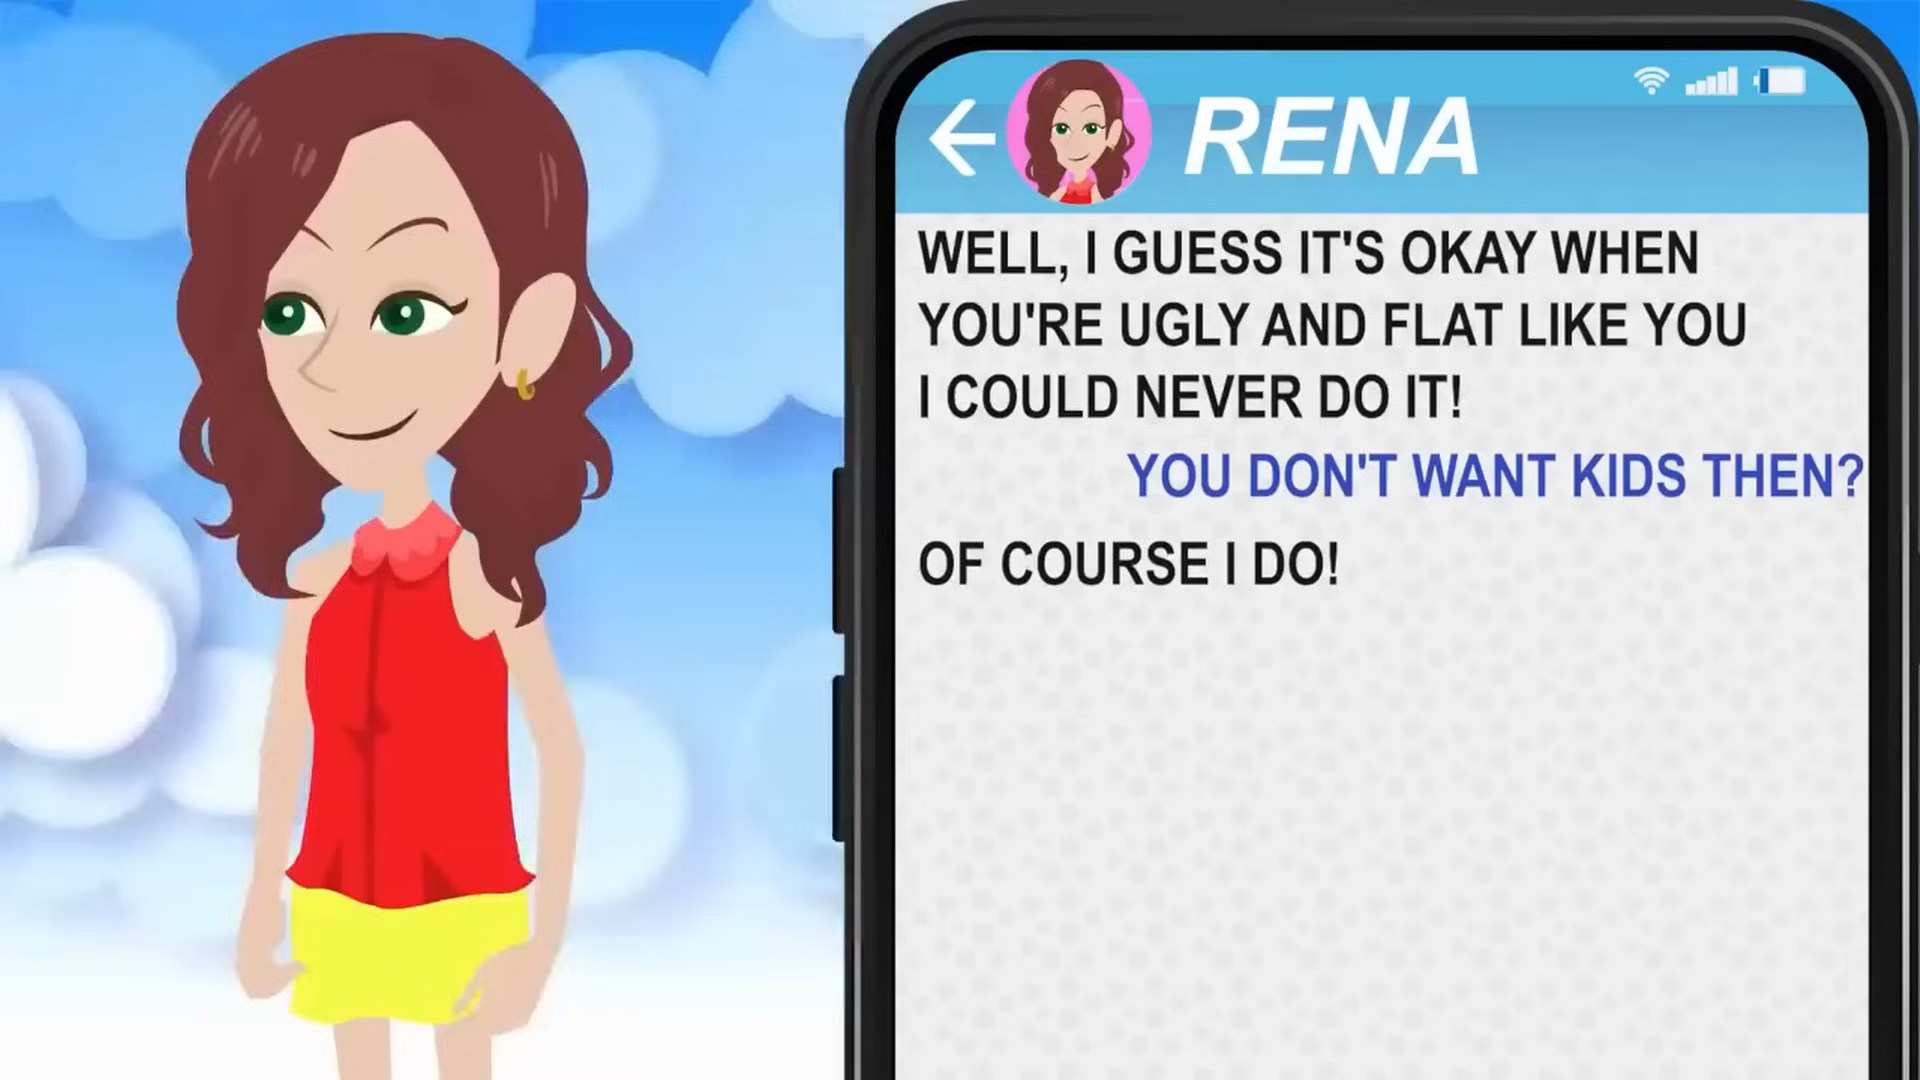 RENA
WELL, I GUESS IT'S OKAY WHEN
YOU'RE UGLY AND FLAT LIKE YOU
I COULD NEVER DO IT!
YOU DON'T WANT KIDS THEN?
OF COURSE I DO!